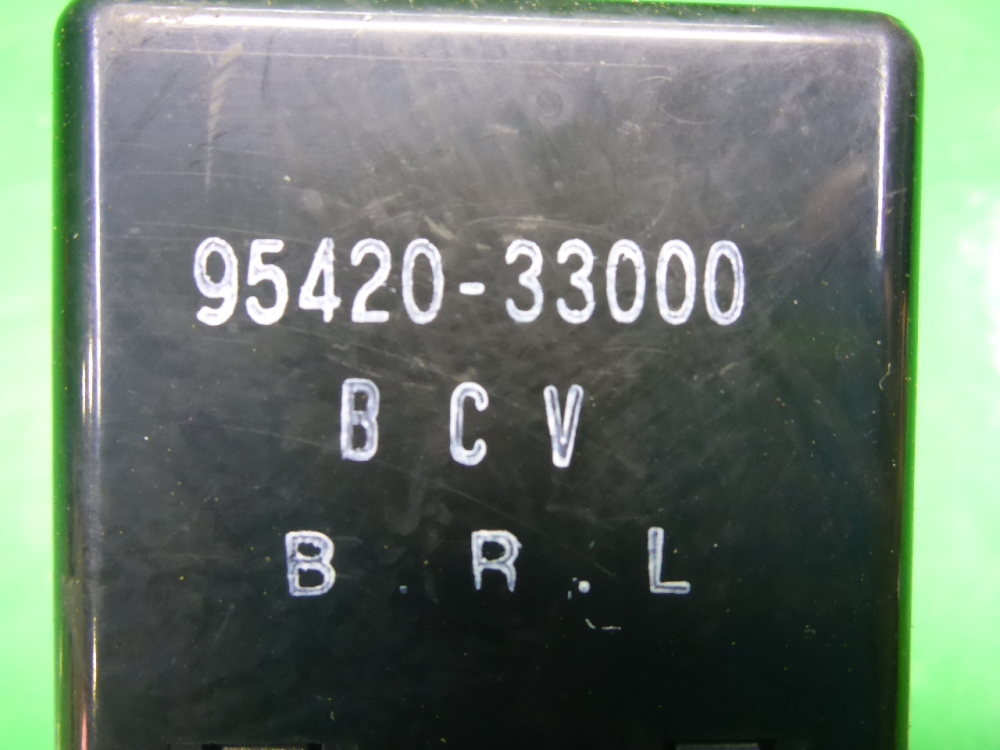 95420-33000
B C V
B . R . L